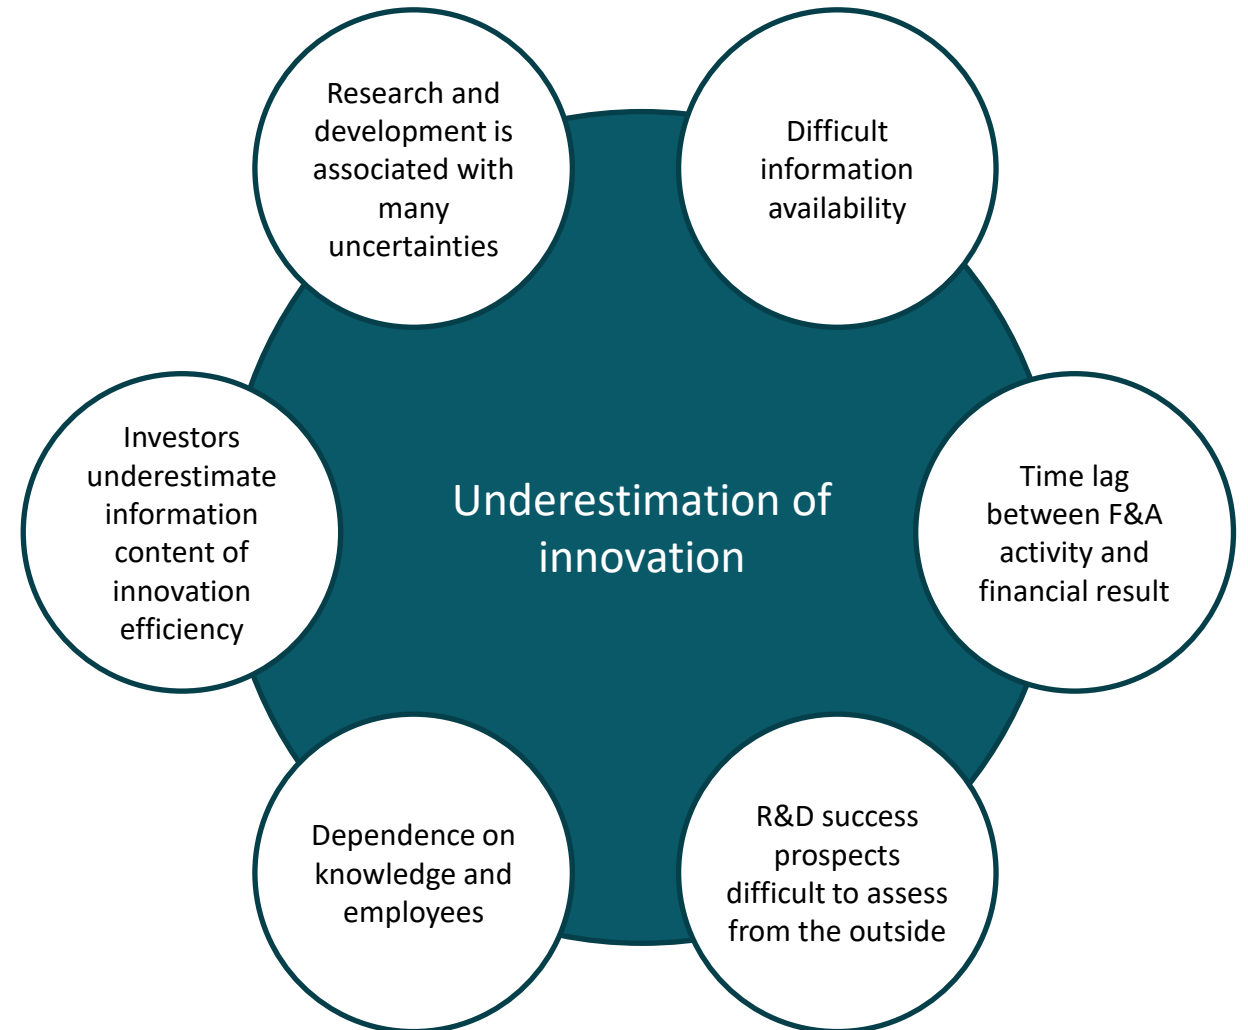 Research and
development is
associated with
many
uncertainties
Difficult
information
availability
Investors
underestimate
information
content of
innovation
efficiency
Underestimation of
innovation
Time lag
between F&A
activity and
financial result
Dependence on
knowledge and
employees
R&D success
prospects
difficult to assess
from the outside